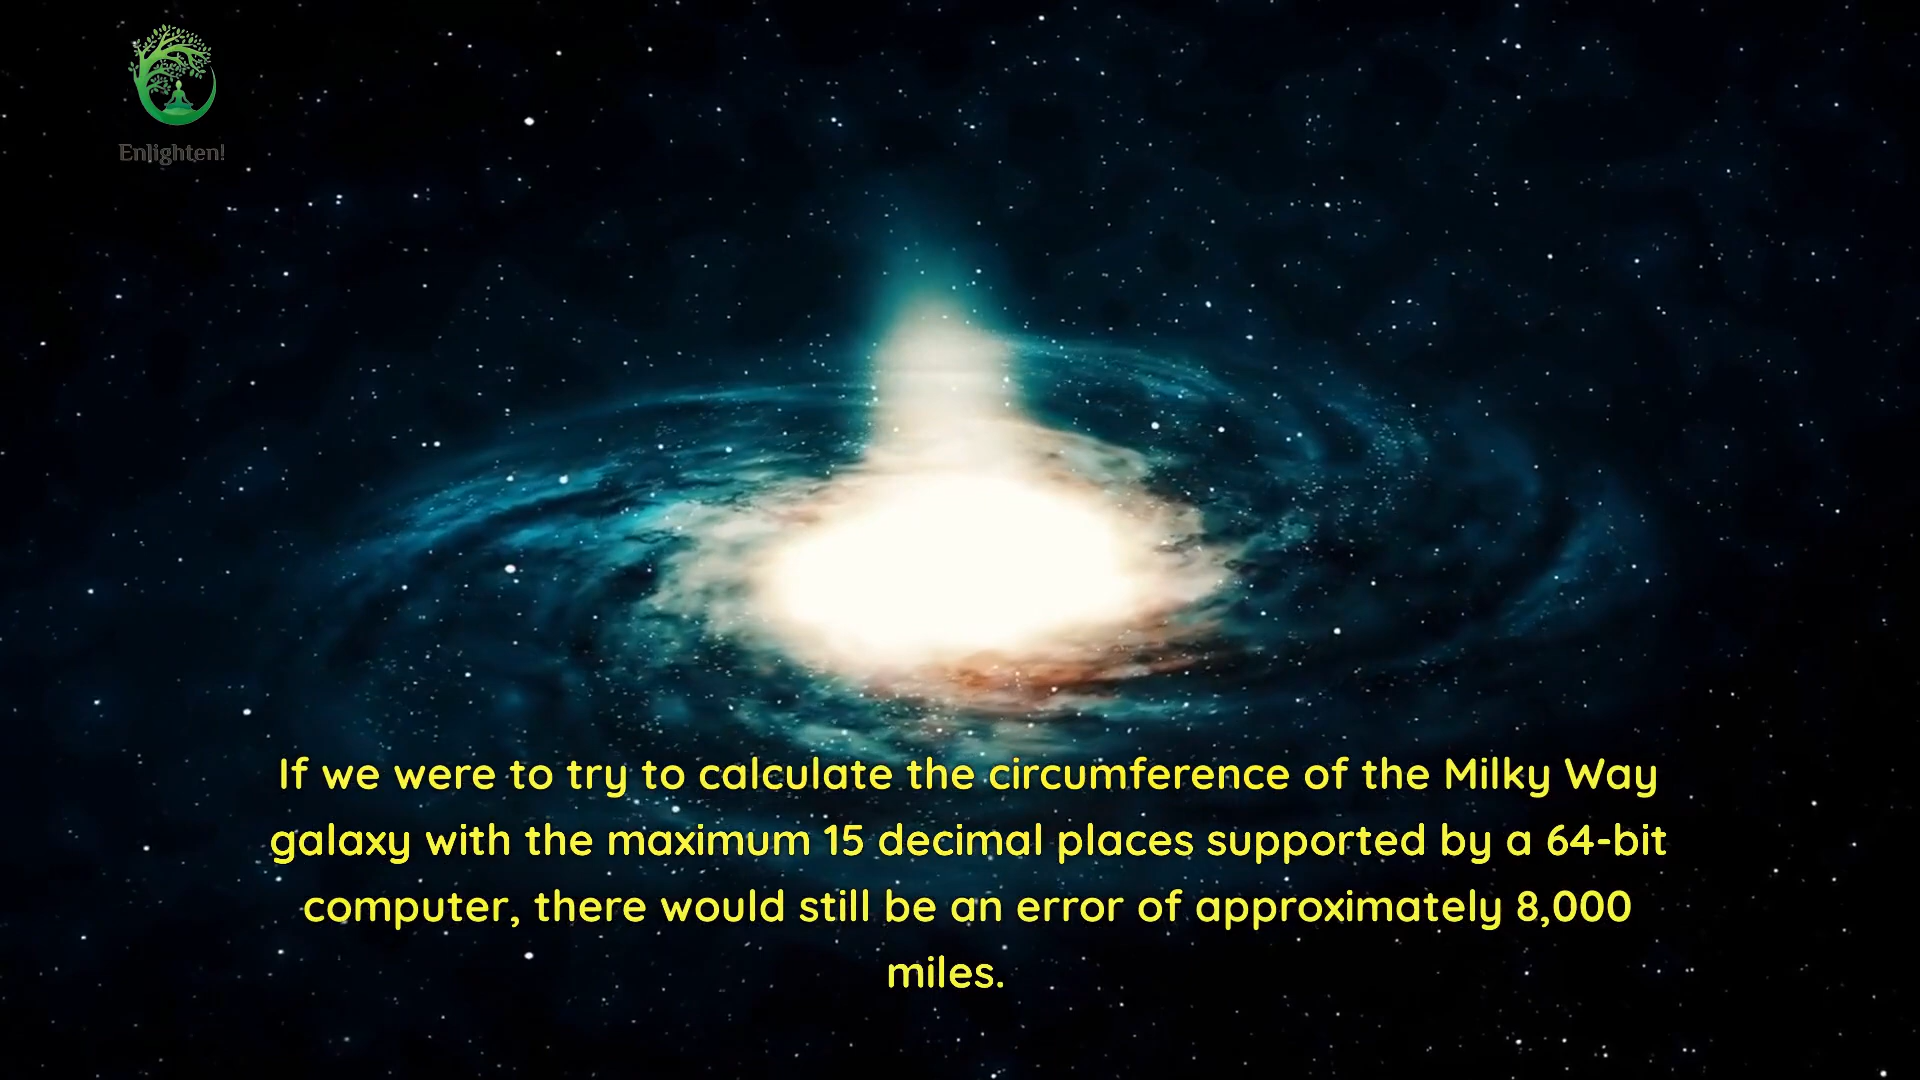 Enlighten!
If we were to try to calculate the circumference of the Milky Way
galaxy with the maximum 15 decimal places supported by a 64-bit
computer, there would still be an error of approximately 8,000
miles.